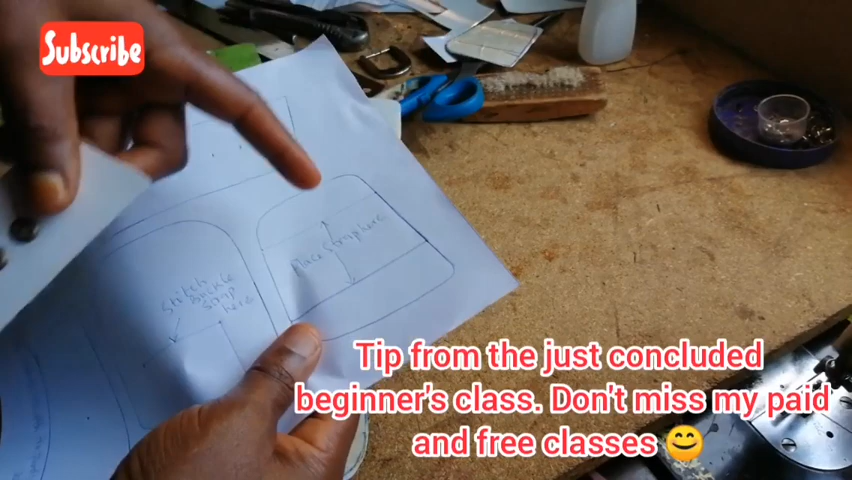 Subscribe
Place Strap here
Stitch
Buckle
Strap
here
Tip from the just concluded
beginner's class. Don't miss my paid
and free classes 😊